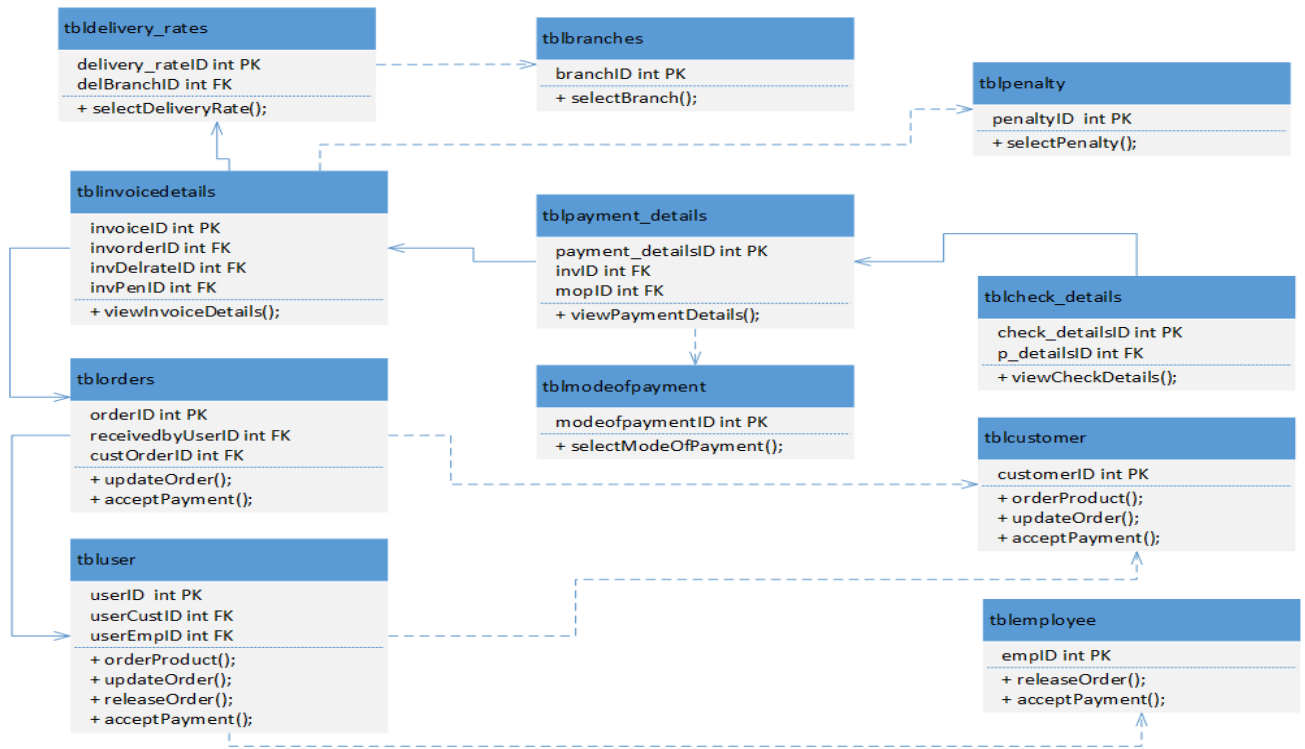 tbldelivery_rates
delivery_rateID int PK
delBranchID int FK
+ selectDeliveryRate();
tblbranches
branchID int PK
+ selectBranch();
tblpenalty
penaltyID int PK
+ selectPenalty();
tblinvoicedetails
invoiceID int PK
invorderID int FK
invDelrateID int FK
invPenID int FK
+ viewInvoiceDetails();
tblpayment_details
payment_detailsID int PK
invID int FK
mopID int FK
+ viewPaymentDetails();
tblcheck_details
check_detailsID int PK
p_detailsID int FK
+ viewCheckDetails();
tblorders
orderID int PK
receivedbyUserID int FK
custOrderID int FK
+ updateOrder();
+ acceptPayment();
tblmodeofpayment
modeofpaymentID int PK
+ selectModeOfPayment();
tblcustomer
customerID int PK
+ orderProduct();
+ updateOrder();
+ acceptPayment();
tbluser
userID int PK
userCustID int FK
userEmpID int FK
+ orderProduct();
+ updateOrder();
+ releaseOrder();
+ acceptPayment();
tblemployee
empID int PK
+ releaseOrder();
+ acceptPayment();